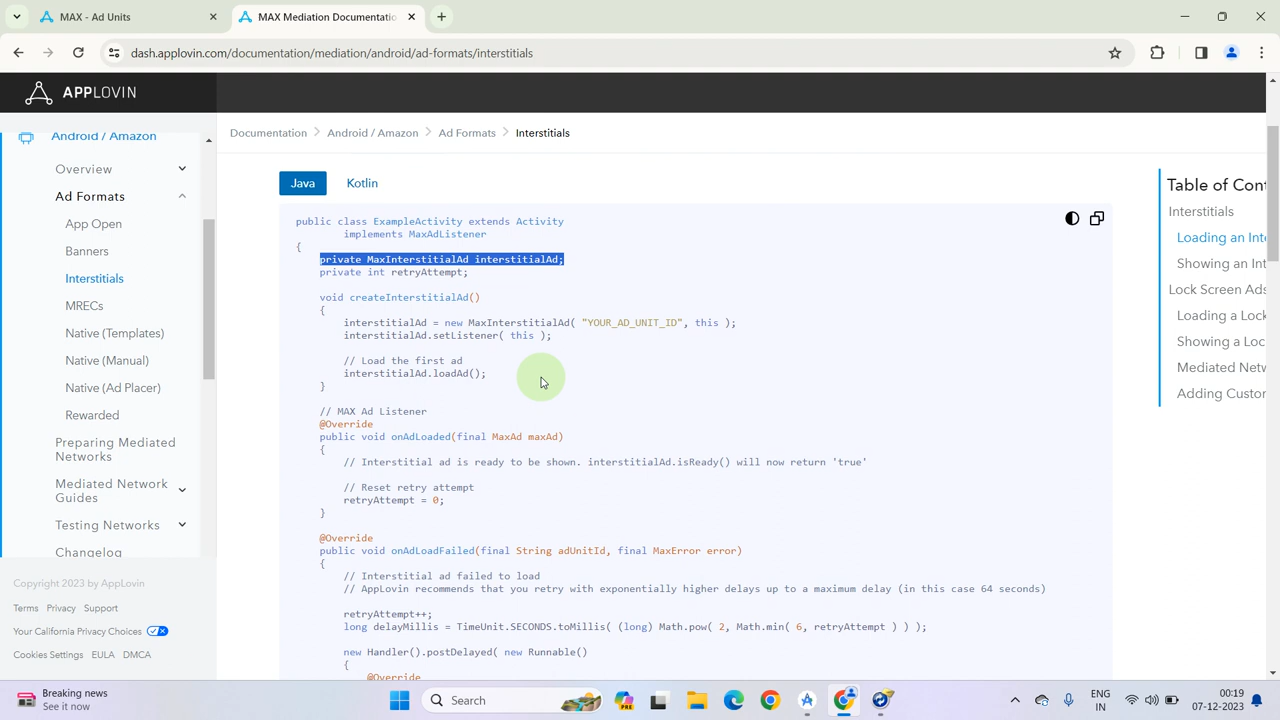 MAX - Ad Units
MAX Mediation Documentatio
dash.applovin.com/documentation/mediation/android/ad-formats/interstitials
APPLOVIN
Documentation > Android / Amazon > Ad Formats > Interstitials
Android / Amazon
Overview
Ad Formats
App Open
Banners
Interstitials
MRECs
Native (Templates)
Native (Manual)
Native (Ad Placer)
Rewarded
Preparing Mediated
Networks
Mediated Network
Guides
Testing Networks
Changelog
Copyright 2023 by AppLovin
Terms Privacy Support
Your California Privacy Choices
Cookies Settings EULA DMCA
Java Kotlin
public class ExampleActivity extends Activity
implements MaxAdListener
{
private MaxInterstitialAd interstitialAd;
private int retryAttempt;
void createInterstitialAd()
{
interstitialAd = new MaxInterstitialAd( "YOUR_AD_UNIT_ID", this );
interstitialAd.setListener( this );
// Load the first ad
interstitialAd.loadAd();
}
// MAX Ad Listener
@Override
public void onAdLoaded(final MaxAd maxAd)
{
// Interstitial ad is ready to be shown. interstitialAd.isReady() will now return 'true'
// Reset retry attempt
retryAttempt = 0;
}
@Override
public void onAdLoadFailed(final String adUnitId, final MaxError error)
{
// Interstitial ad failed to load
// AppLovin recommends that you retry with exponentially higher delays up to a maximum delay (in this case 64 seconds)
retryAttempt++;
long delayMillis = TimeUnit.SECONDS.toMillis( (long) Math.pow( 2, Math.min( 6, retryAttempt ) ) );
new Handler().postDelayed( new Runnable()
{
@Override
Table of Cont
Interstitials
Loading an Inte
Showing an Int
Lock Screen Ads
Loading a Lock
Showing a Loc
Mediated Netw
Adding Custor
Breaking news
See it now
Search
PRE
ENG
IN
00:19
07-12-2023